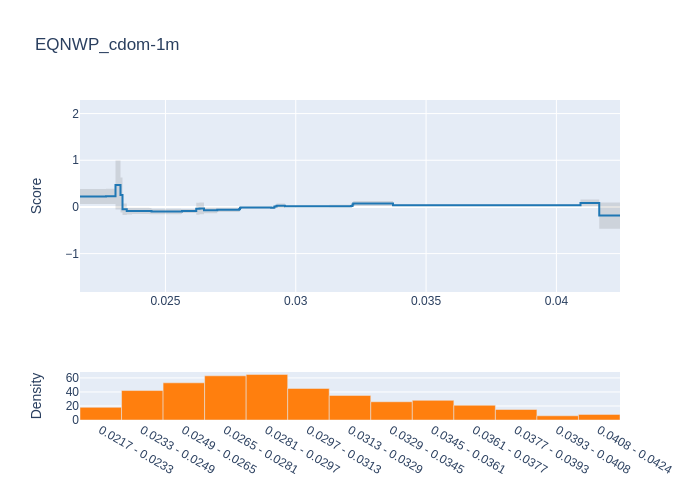 EQNWP_cdom-1m
Score
2
1
0
−1
0.025
0.03
0.035
0.04
Density
60
40
20
0
0.0217 - 0.0233
0.0233 - 0.0249
0.0249 - 0.0265
0.0265 - 0.0281
0.0281 - 0.0297
0.0297 - 0.0313
0.0313 - 0.0329
0.0329 - 0.0345
0.0345 - 0.0361
0.0361 - 0.0377
0.0377 - 0.0393
0.0393 - 0.0408
0.0408 - 0.0424